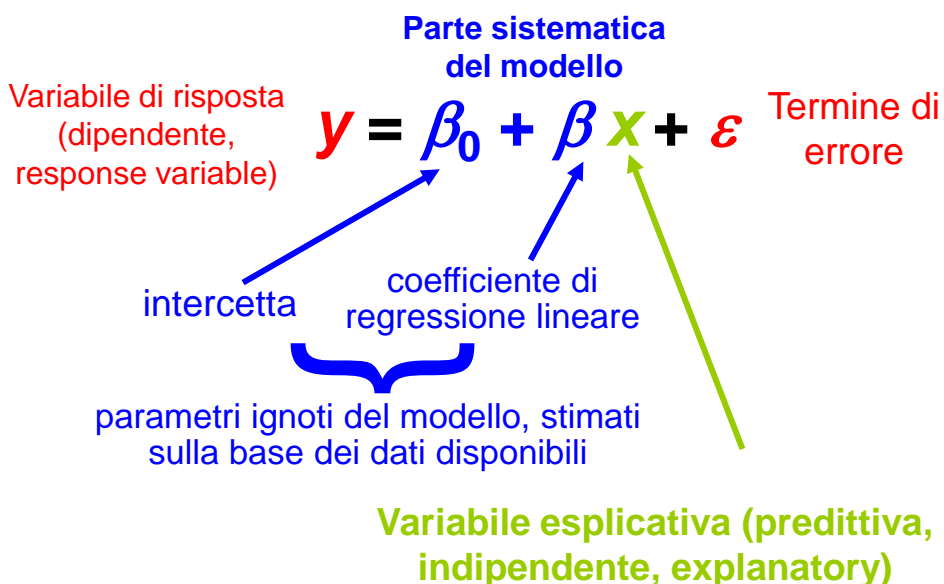 Parte sistematica
del modello
Variabile di risposta
(dipendente,
response variable)
y = β₀ + β x + ε
Termine di
errore
intercetta
coefficiente di
regressione lineare
parametri ignoti del modello, stimati
sulla base dei dati disponibili
Variabile esplicativa (predittiva,
indipendente, explanatory)